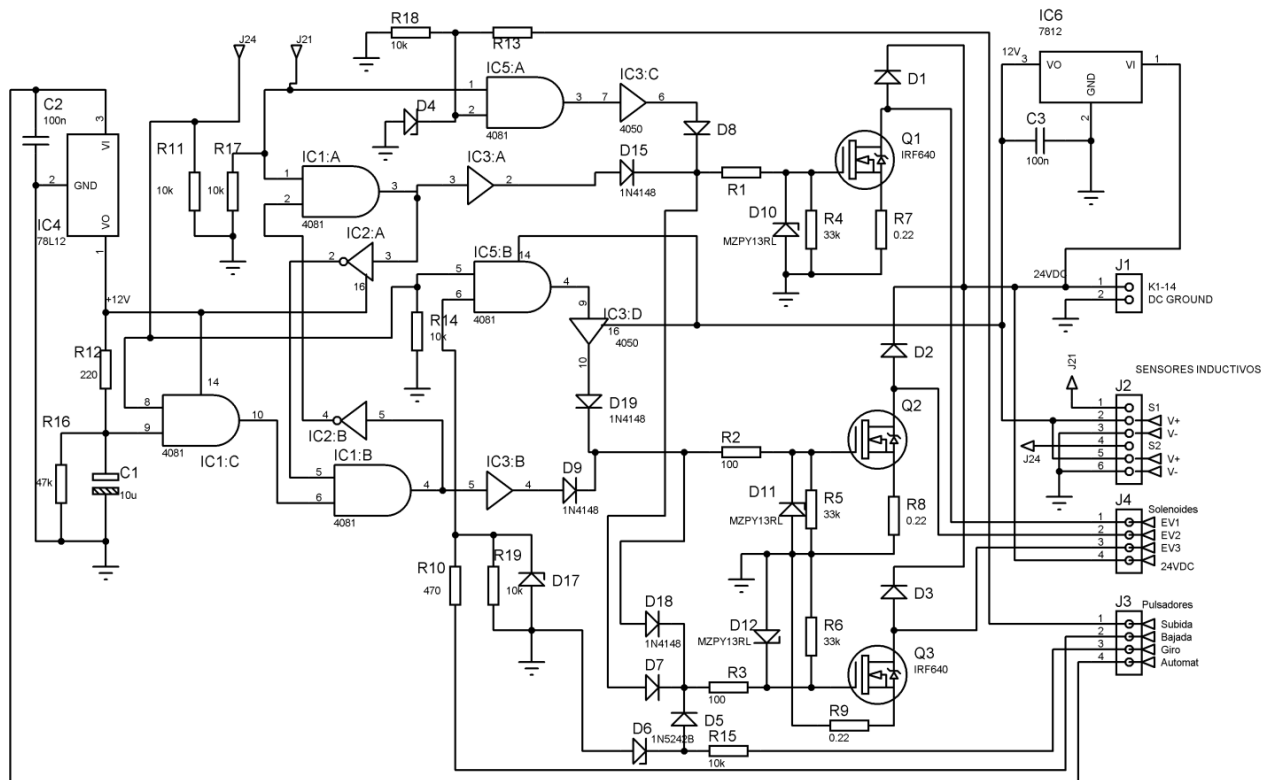 R18
10k
R13
J24
J21
IC5:A
1
2
3
4081
IC3:C
7
6
4050
D1
IC6
7812
12V
3
VO
VI
1
GND
2
C3
100n
C2
100n
3
VI
2
GND
VO
1
IC4
78L12
D4
D8
Q1
IRF640
R11
10k
R17
10k
IC1:A
1
2
3
4081
IC3:A
3
2
4050
D15
1N4148
R1
D10
MZPY13RL
R4
33k
R7
0.22
IC2:A
2
3
16
IC5:B
14
5
6
4
4081
24VDC
J1
1
K1-14
2
DC GROUND
+12V
R14
10k
9
IC3:D
16
4050
10
R12
220
D2
J21
SENSORES INDUCTIVOS
J2
1
S1
2
V+
3
V-
4
S2
5
V+
6
V-
J24
R16
47k
14
8
9
10
4081
IC1:C
4
5
IC2:B
D19
1N4148
Q2
C1
10u
IC1:B
5
6
4
4081
IC3:B
5
4
D9
1N4148
R2
100
D11
MZPY13RL
R5
33k
R8
0.22
J4
Solenoides
1
EV1
2
EV2
3
EV3
4
24VDC
R10
470
R19
10k
D17
D3
D18
1N4148
D12
MZPY13RL
R6
33k
J3
Pulsadores
1
Subida
2
Bajada
3
Giro
4
Automat
D7
R3
100
Q3
IRF640
D5
1N5242B
R9
0.22
D6
R15
10k